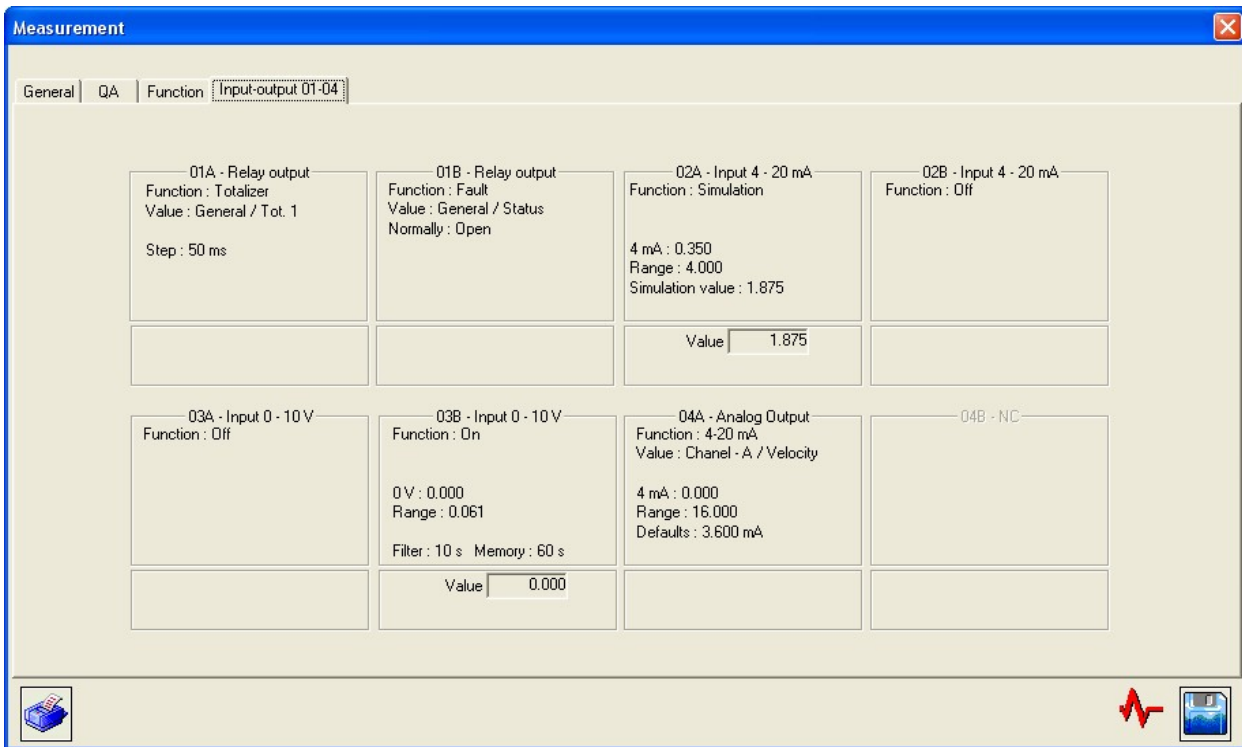 Measurement
General
QA
Function
Input-output 01-04
01A - Relay output
Function : Totalizer
Value : General / Tot. 1
Step : 50 ms
01B - Relay output
Function : Fault
Value : General / Status
Normally : Open
02A - Input 4 - 20 mA
Function : Simulation
4 mA : 0.350
Range : 4.000
Simulation value : 1.875
Value 1.875
02B - Input 4 - 20 mA
Function : Off
03A - Input 0 - 10 V
Function : Off
03B - Input 0 - 10 V
Function : On
0 V : 0.000
Range : 0.061
Filter : 10 s Memory : 60 s
Value 0.000
04A - Analog Output
Function : 4-20 mA
Value : Chanel - A / Velocity
4 mA : 0.000
Range : 16.000
Defaults : 3.600 mA
04B - NC